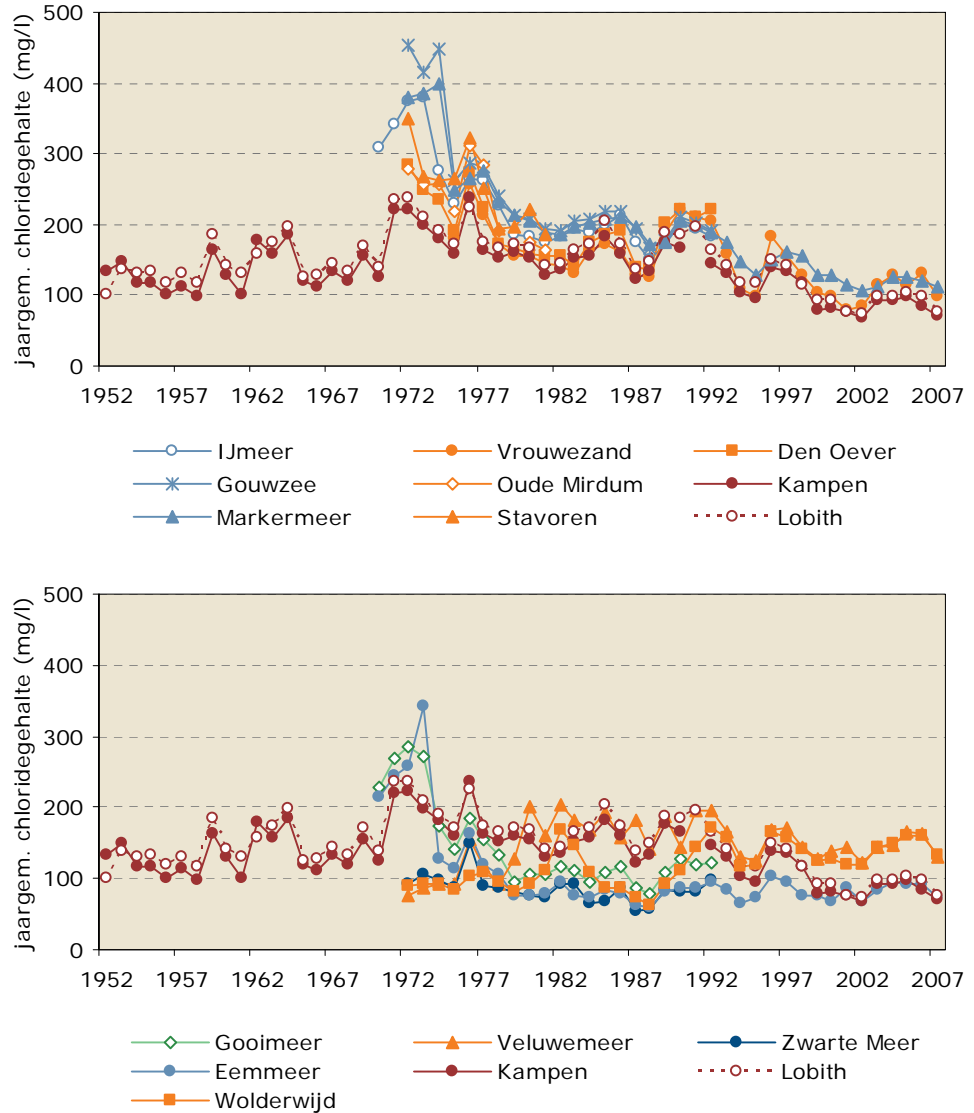 jaargem. chloridegehalte (mg/l)
500
400
300
200
100
0
1952 1957 1962 1967 1972 1977 1982 1987 1992 1997 2002 2007
IJmeer Vrouwezand Den Oever
Gouwzee Oude Mirdum Kampen
Markermeer Stavoren Lobith
jaargem. chloridegehalte (mg/l)
500
400
300
200
100
0
1952 1957 1962 1967 1972 1977 1982 1987 1992 1997 2002 2007
Gooimeer Veluwemeer Zwarte Meer
Eemmeer Kampen Lobith
Wolderwijd